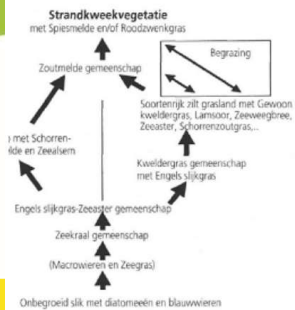 Strandkweekvegetatie
met Spiesmelde en/of Roodzwenkgras
Begrazing
Zoutmelde gemeenschap
Soortenrijk zilt grasland met Gewoon
kweldergras, Lamsoor, Zeeweegbree,
Zeeaster, Schorrenzoutgras,...
met Schorren-
elde en Zeealsem
Kweldergras gemeenschap
met Engels slijkgras
Engels slijkgras-Zeeaster gemeenschap
Zeekraal gemeenschap
(Macrowieren en Zeegras)
Onbegroeid slik met diatomeeën en blauwwieren